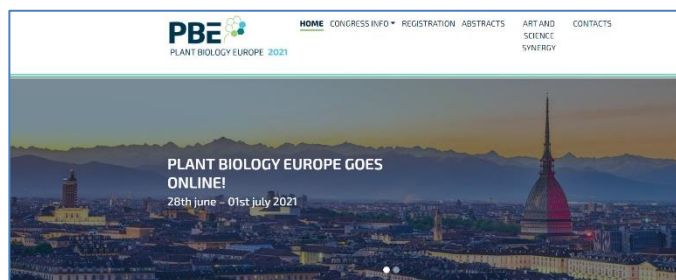 PBE
PLANT BIOLOGY EUROPE 2021
HOME CONGRESS INFO REGISTRATION ABSTRACTS ART AND SCIENCE SYNERGY CONTACTS
PLANT BIOLOGY EUROPE GOES
ONLINE!
28th june – 01st july 2021